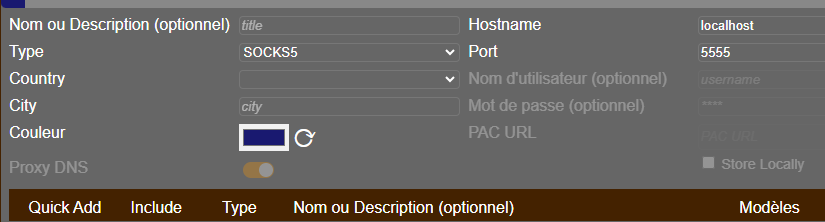 Nom ou Description (optionnel) title Hostname localhost
Type SOCKS5 Port 5555
Country Nom d'utilisateur (optionnel) username
City city Mot de passe (optionnel) ****
Couleur PAC URL PAC URL
Proxy DNS Store Locally
Quick Add Include Type Nom ou Description (optionnel) Modèles